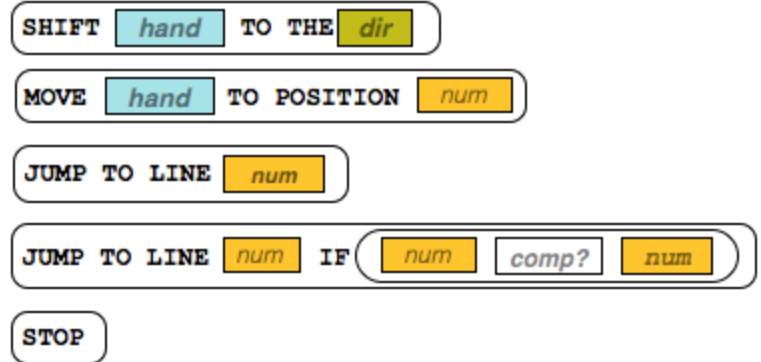 SHIFT hand TO THE dir
MOVE hand TO POSITION num
JUMP TO LINE num
JUMP TO LINE num IF num comp? num
STOP